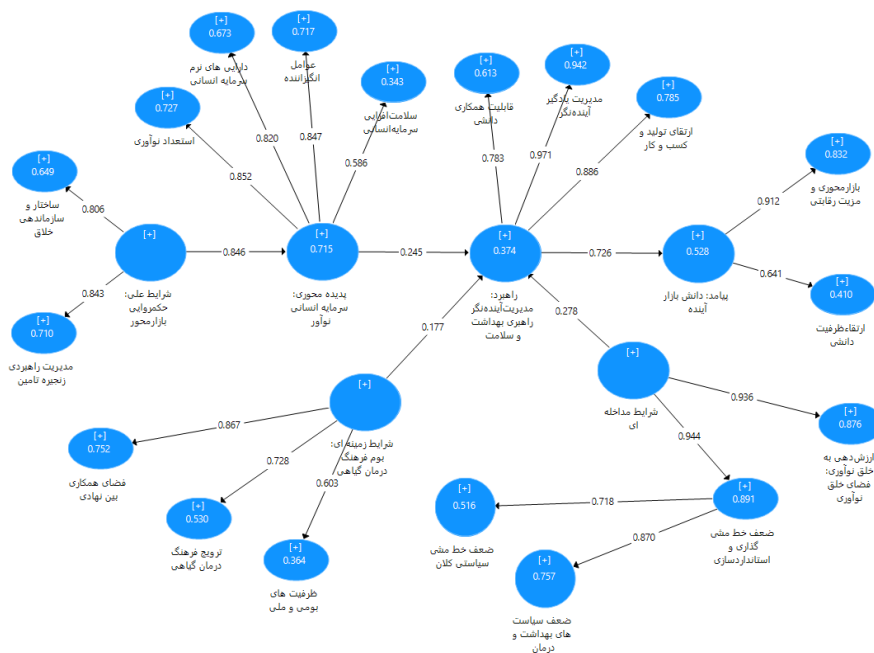 [+]
0.673
دارایی های نرم
سرمایه انسانی
[+]
0.717
عوامل
انگیزاننده
[+]
0.343
سلامت‌افزایی
سرمایه‌انسانی
[+]
0.727
استعداد نوآوری
[+]
0.613
قابلیت همکاری
دانشی
[+]
0.942
مدیریت یادگیر
آینده‌نگر
[+]
0.785
ارتقای تولید و
کسب و کار
[+]
0.832
بازارمحوری و
مزیت رقابتی
[+]
0.649
ساختار و
سازماندهی
خلاق
0.820
0.847
0.586
0.852
0.783
0.971
0.886
0.912
0.806
[+]
شرایط علی:
حکمروایی
بازارمحور
0.846
[+]
0.715
پدیده محوری:
سرمایه انسانی
نوآور
0.245
[+]
0.374
راهبرد:
مدیریت‌آینده‌نگر
راهبری بهداشت
و سلامت
0.726
[+]
0.528
پیامد: دانش بازار
آینده
0.641
[+]
0.410
ارتقاءظرفیت
دانشی
0.843
[+]
0.710
مدیریت راهبردی
زنجیره تامین
0.177
0.278
[+]
شرایط مداخله
ای
[+]
شرایط زمینه ای:
بوم فرهنگ
درمان گیاهی
0.936
[+]
0.876
ارزش‌دهی به
خلق نوآوری:
فضای خلق
نوآوری
0.867
[+]
0.752
فضای همکاری
بین نهادی
0.728
[+]
0.530
ترویج فرهنگ
درمان گیاهی
0.603
[+]
0.364
ظرفیت های
بومی و ملی
0.944
[+]
0.891
ضعف خط مشی
گذاری و
استانداردسازی
0.718
[+]
0.516
ضعف خط مشی
سیاستی کلان
0.870
[+]
0.757
ضعف سیاست
های بهداشت و
درمان